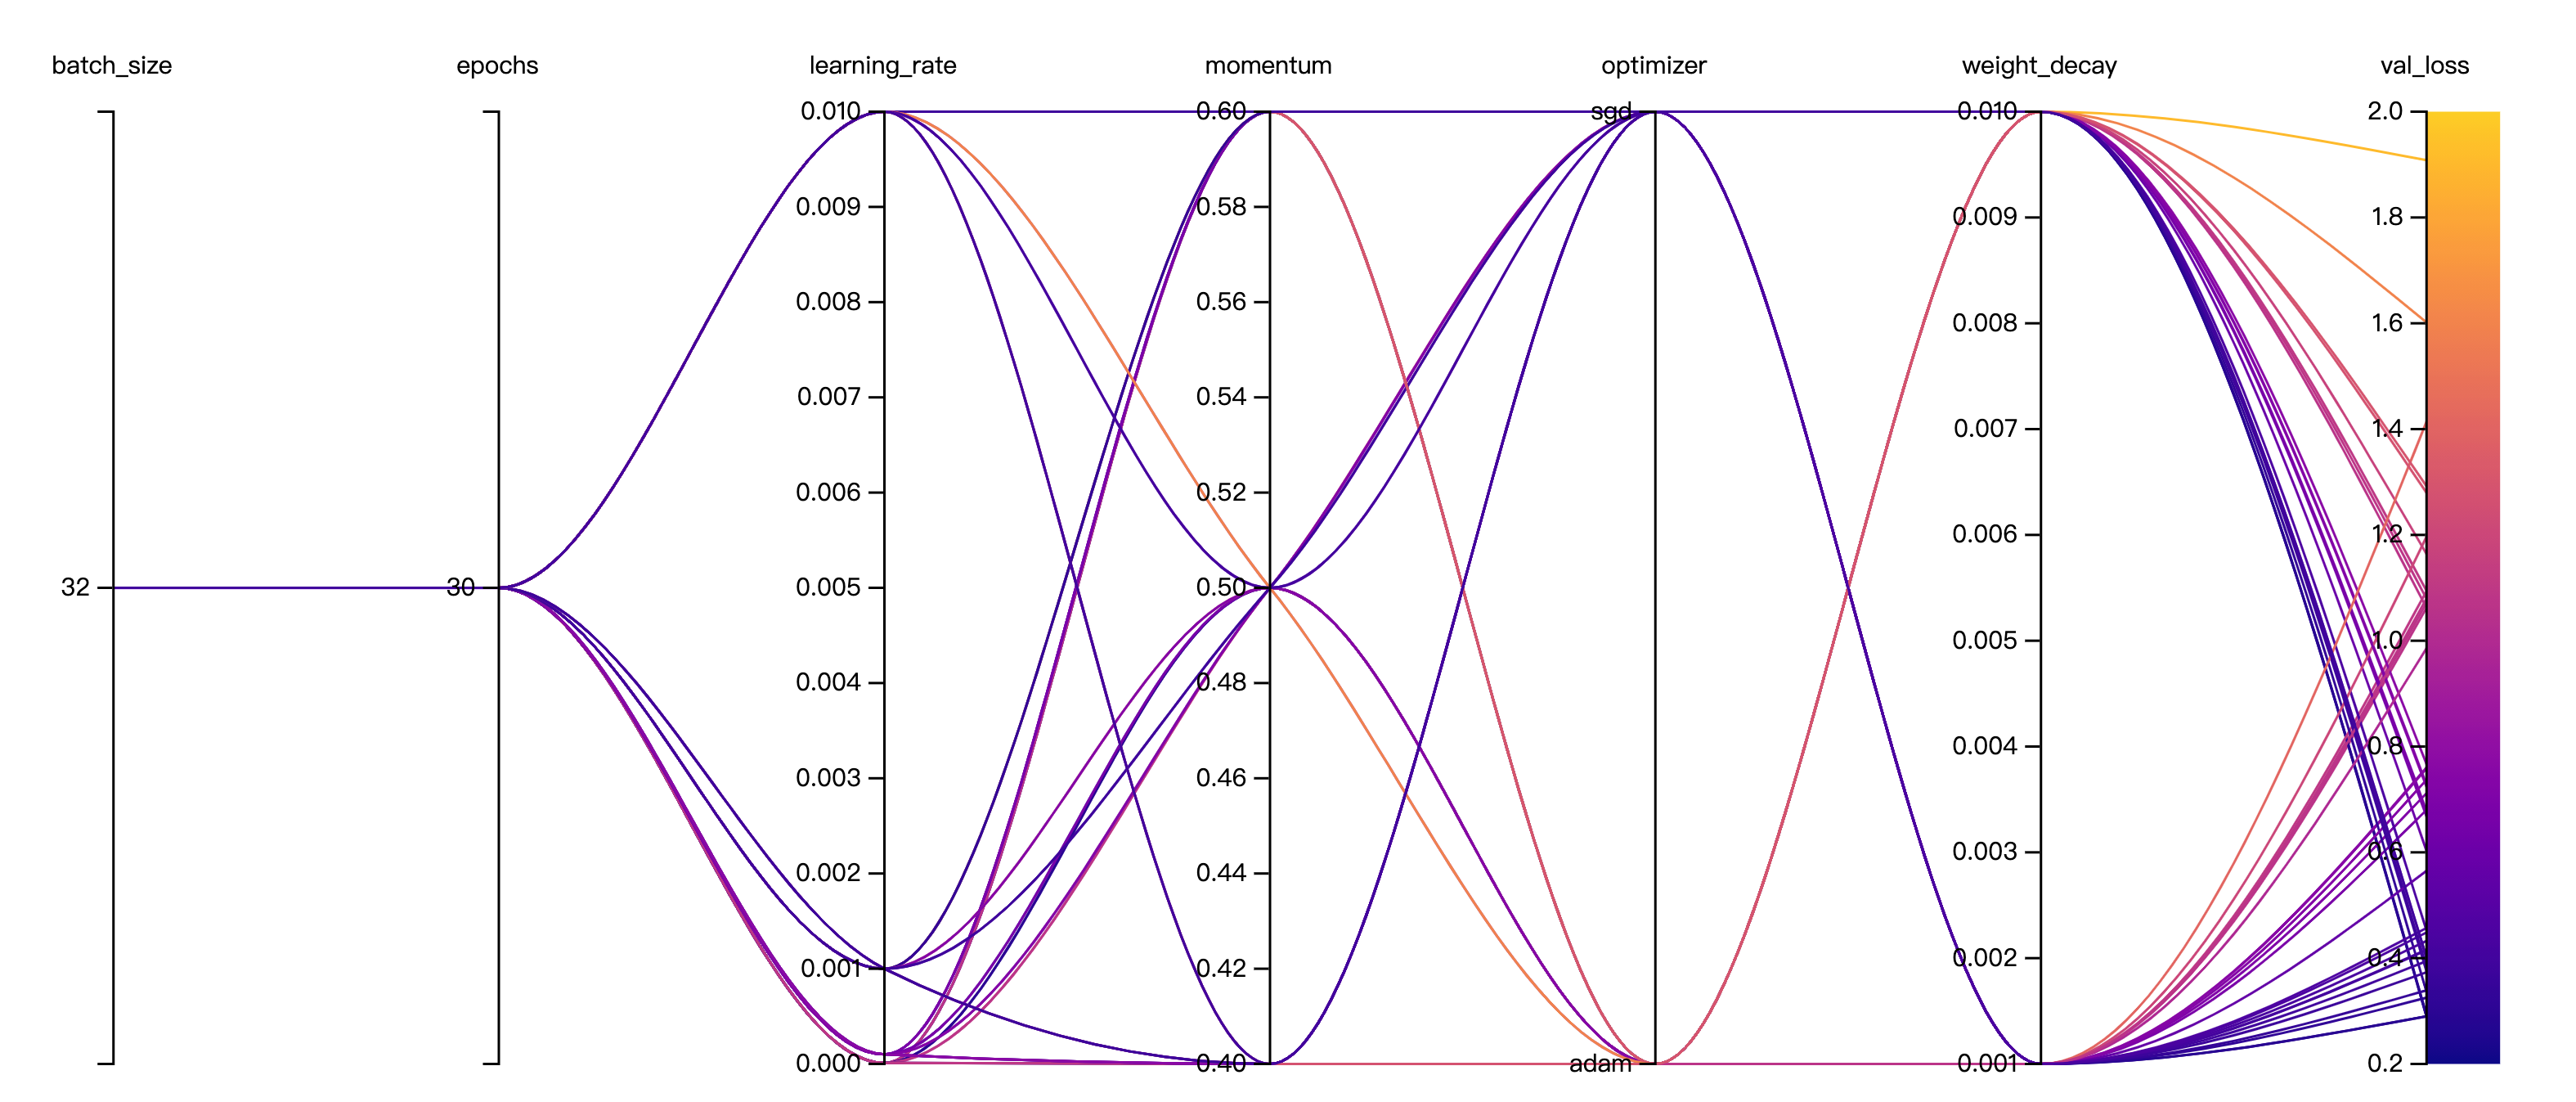 batch_size epochs learning_rate momentum optimizer weight_decay val_loss
0.010 0.60 sgd 0.010 2.0
0.009 0.58 0.009 1.8
0.008 0.56 0.008 1.6
0.007 0.54 0.007 1.4
0.006 0.52 0.006 1.2
32 30 0.005 0.50 0.005 1.0
0.004 0.48 0.004 0.8
0.003 0.46 0.003 0.6
0.002 0.44 0.002 0.4
0.001 0.42
0.000 0.40 adam 0.001 0.2